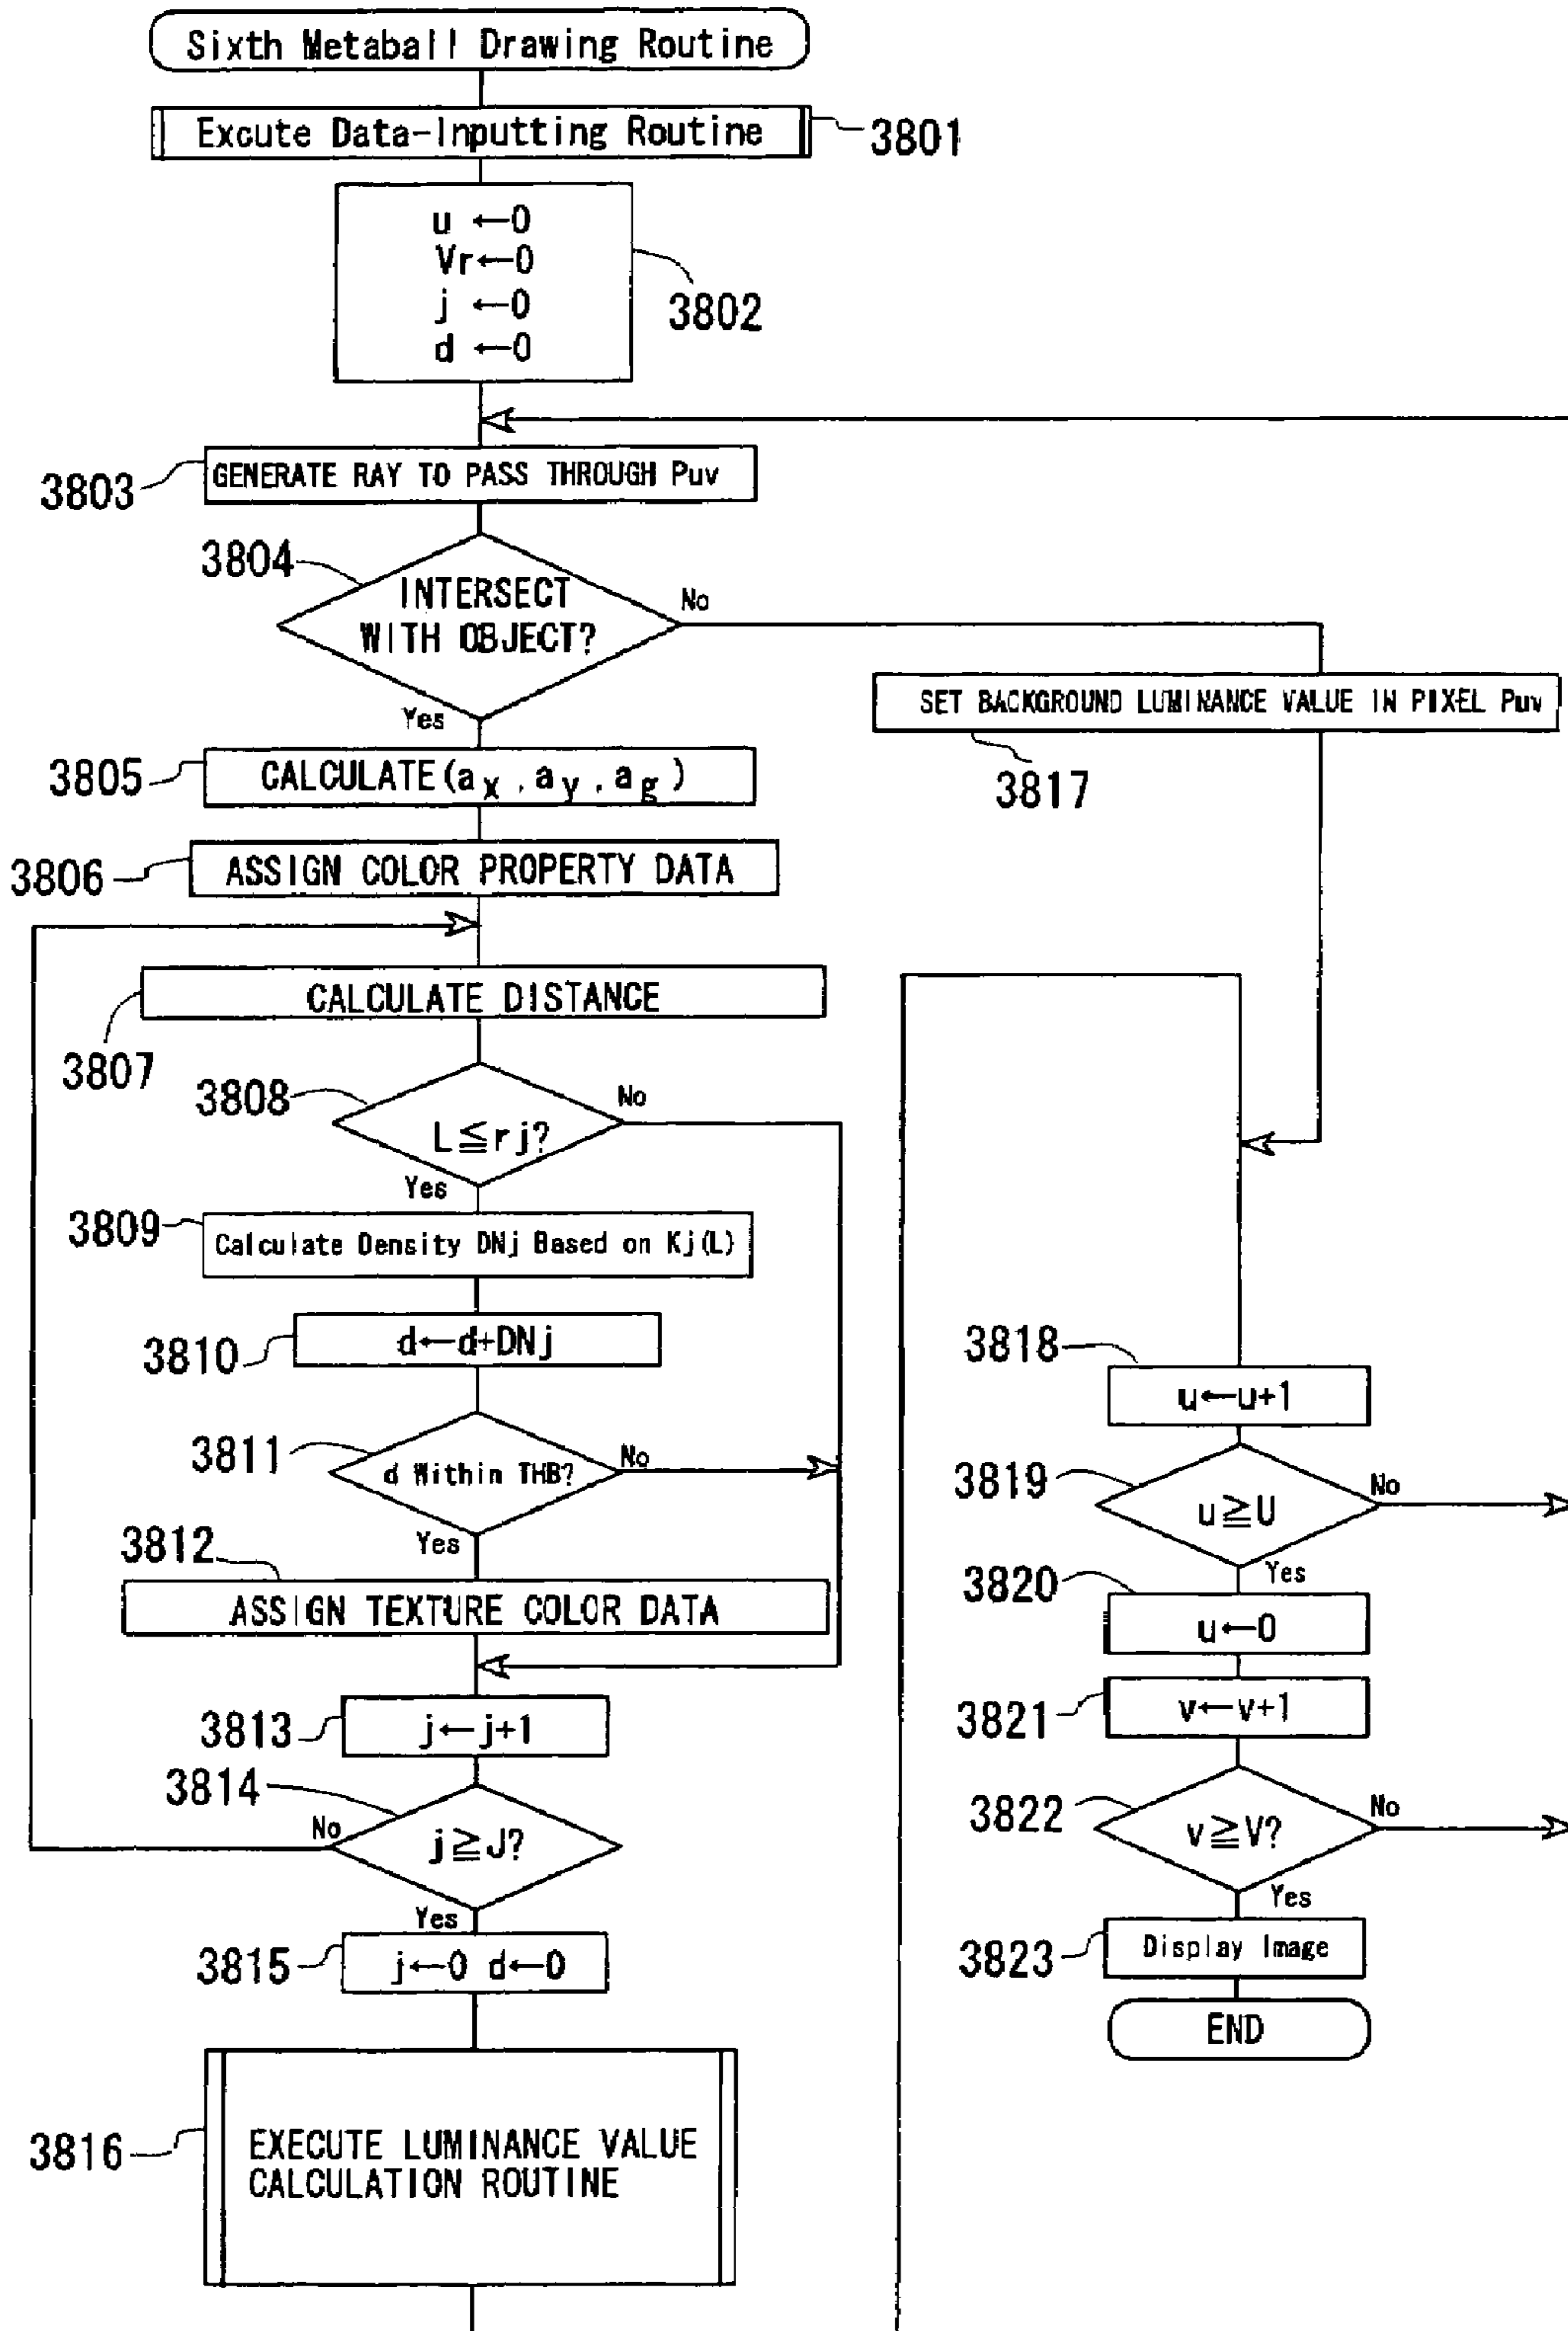 Sixth Metaball Drawing Routine
Excute Data-Inputting Routine
3801
u ←0
Vr←0
j ←0
d ←0
3802
3803
GENERATE RAY TO PASS THROUGH Puv
3804
INTERSECT
WITH OBJECT?
No
Yes
SET BACKGROUND LUMINANCE VALUE IN PIXEL Puv
3817
3805
CALCULATE(ax,ay,ag)
3806
ASSIGN COLOR PROPERTY DATA
CALCULATE DISTANCE
3807
3808
L≦rj?
No
Yes
3809
Calculate Density DNj Based on Kj(L)
3810
d←d+DNj
3811
d Within THB?
No
Yes
3812
ASSIGN TEXTURE COLOR DATA
3813
j←j+1
3814
j≧J?
No
Yes
3815
j←0 d←0
3816
EXECUTE LUMINANCE VALUE
CALCULATION ROUTINE
3818
u←u+1
3819
u≧U
No
Yes
3820
u←0
3821
v←v+1
3822
v≧V?
No
Yes
3823
Display Image
END